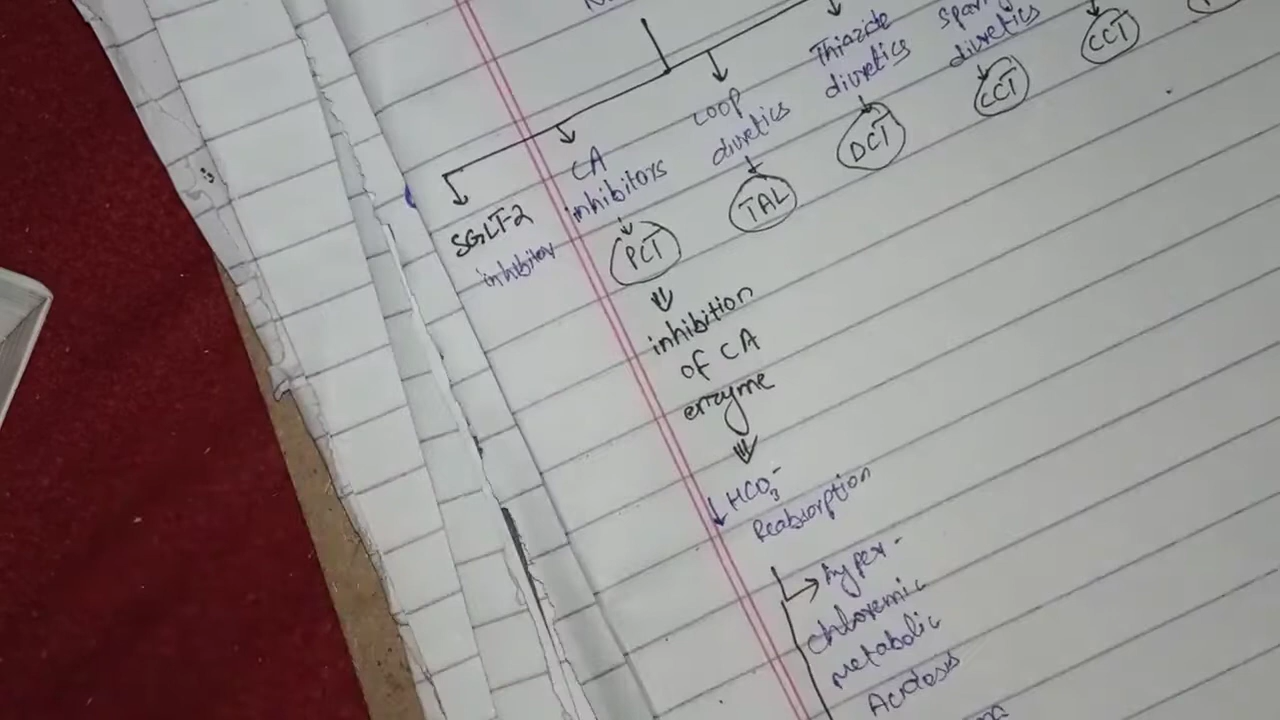 Thiazide
diuretics
diuretics
CCT
CCT
DCT
Loop
diuretics
TAL
CA
inhibitors
PCT
SGLT-2
inhibitor
inhibition
of CA
enzyme
↓HCO₃⁻
Reabsorption
hyper-
chloremic
metabolic
Acidosis